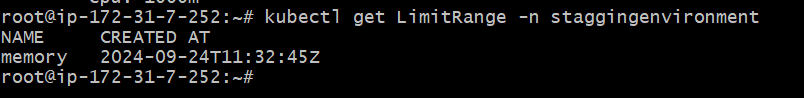 root@ip-172-31-7-252:~# kubectl get LimitRange -n staggingenvironment
NAME     CREATED AT
memory   2024-09-24T11:32:45Z
root@ip-172-31-7-252:~#